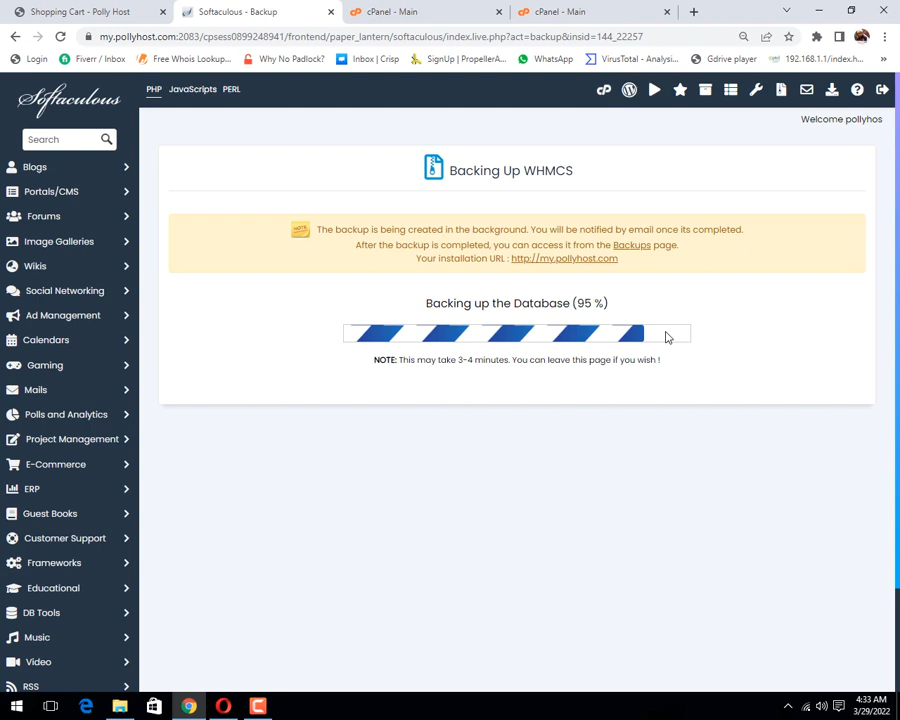 Shopping Cart - Polly Host
Softaculous - Backup
cPanel - Main
cPanel - Main
my.pollyhost.com:2083/cpsess0899248941/frontend/paper_lantern/softaculous/index.live.php?act=backup&insid=144_22257
Login
Fiverr / Inbox
Free Whois Lookup...
Why No Padlock?
Inbox | Crisp
SignUp | PropellerA...
WhatsApp
VirusTotal - Analysi...
Gdrive player
192.168.1.1/index.h...
Softaculous
PHP JavaScripts PERL
Search
Welcome pollyhos
Blogs
Portals/CMS
Forums
Image Galleries
Wikis
Social Networking
Ad Management
Calendars
Gaming
Mails
Polls and Analytics
Project Management
E-Commerce
ERP
Guest Books
Customer Support
Frameworks
Educational
DB Tools
Music
Video
RSS
Backing Up WHMCS
NOTE
The backup is being created in the background. You will be notified by email once its completed.
After the backup is completed, you can access it from the Backups page.
Your installation URL : http://my.pollyhost.com
Backing up the Database (95 %)
NOTE: This may take 3-4 minutes. You can leave this page if you wish !
4:33 AM
3/29/2022